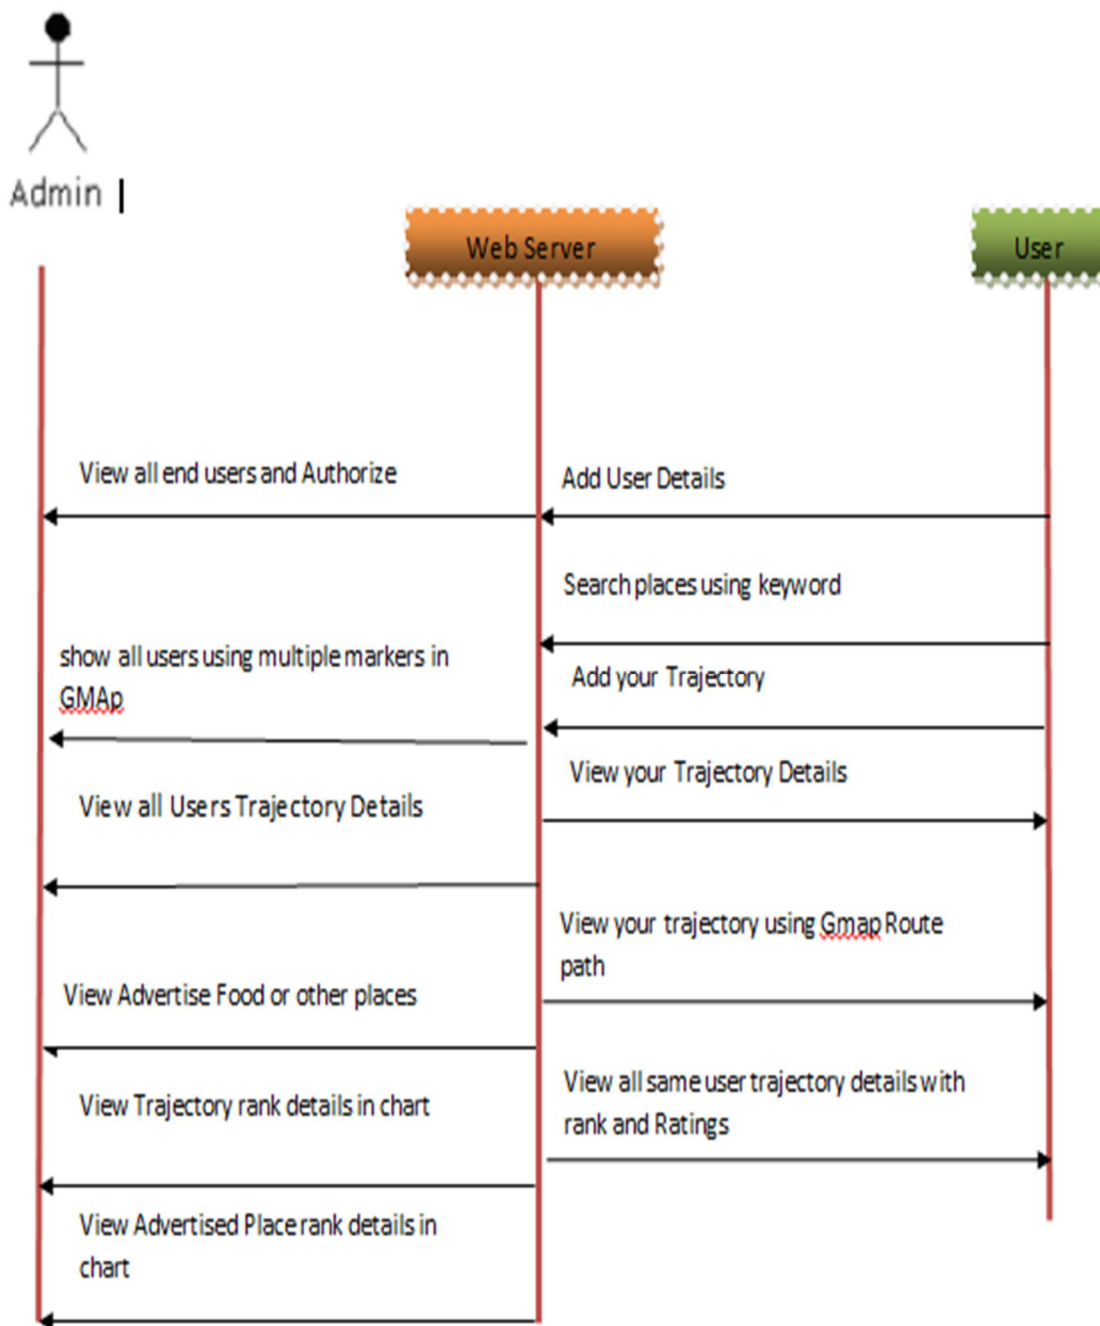 Admin
Web Server
User
View all end users and Authorize
Add User Details
Search places using keyword
show all users using multiple markers in
GMAp
Add your Trajectory
View your Trajectory Details
View all Users Trajectory Details
View your trajectory using Gmap Route
path
View Advertise Food or other places
View all same user trajectory details with
rank and Ratings
View Trajectory rank details in chart
View Advertised Place rank details in
chart